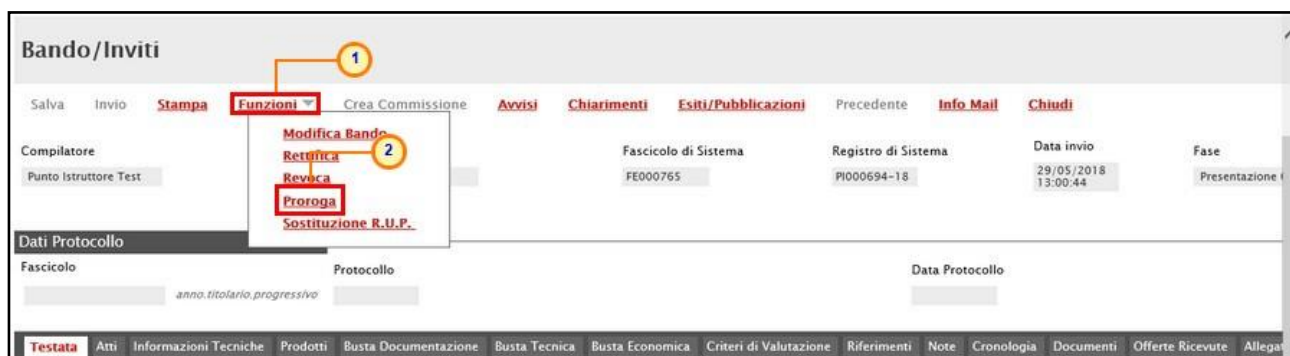 Bando/Inviti
1
Salva Invio Stampa Funzioni Crea Commissione Avvisi Chiarimenti Esiti/Pubblicazioni Precedente Info Mail Chiudi
Modifica Bando
2
Rettifica
Revoca
Proroga
Sostituzione R.U.P.
Compilatore Fascicolo di Sistema Registro di Sistema Data invio Fase
Punto Istruttore Test FE000765 PI000694-18 29/05/2018 Presentazione
13:00:44
Dati Protocollo
Fascicolo Protocollo Data Protocollo
anno.titolario.progressivo
Testata Atti Informazioni Tecniche Prodotti Busta Documentazione Busta Tecnica Busta Economica Criteri di Valutazione Riferimenti Note Cronologia Documenti Offerte Ricevute Allegat